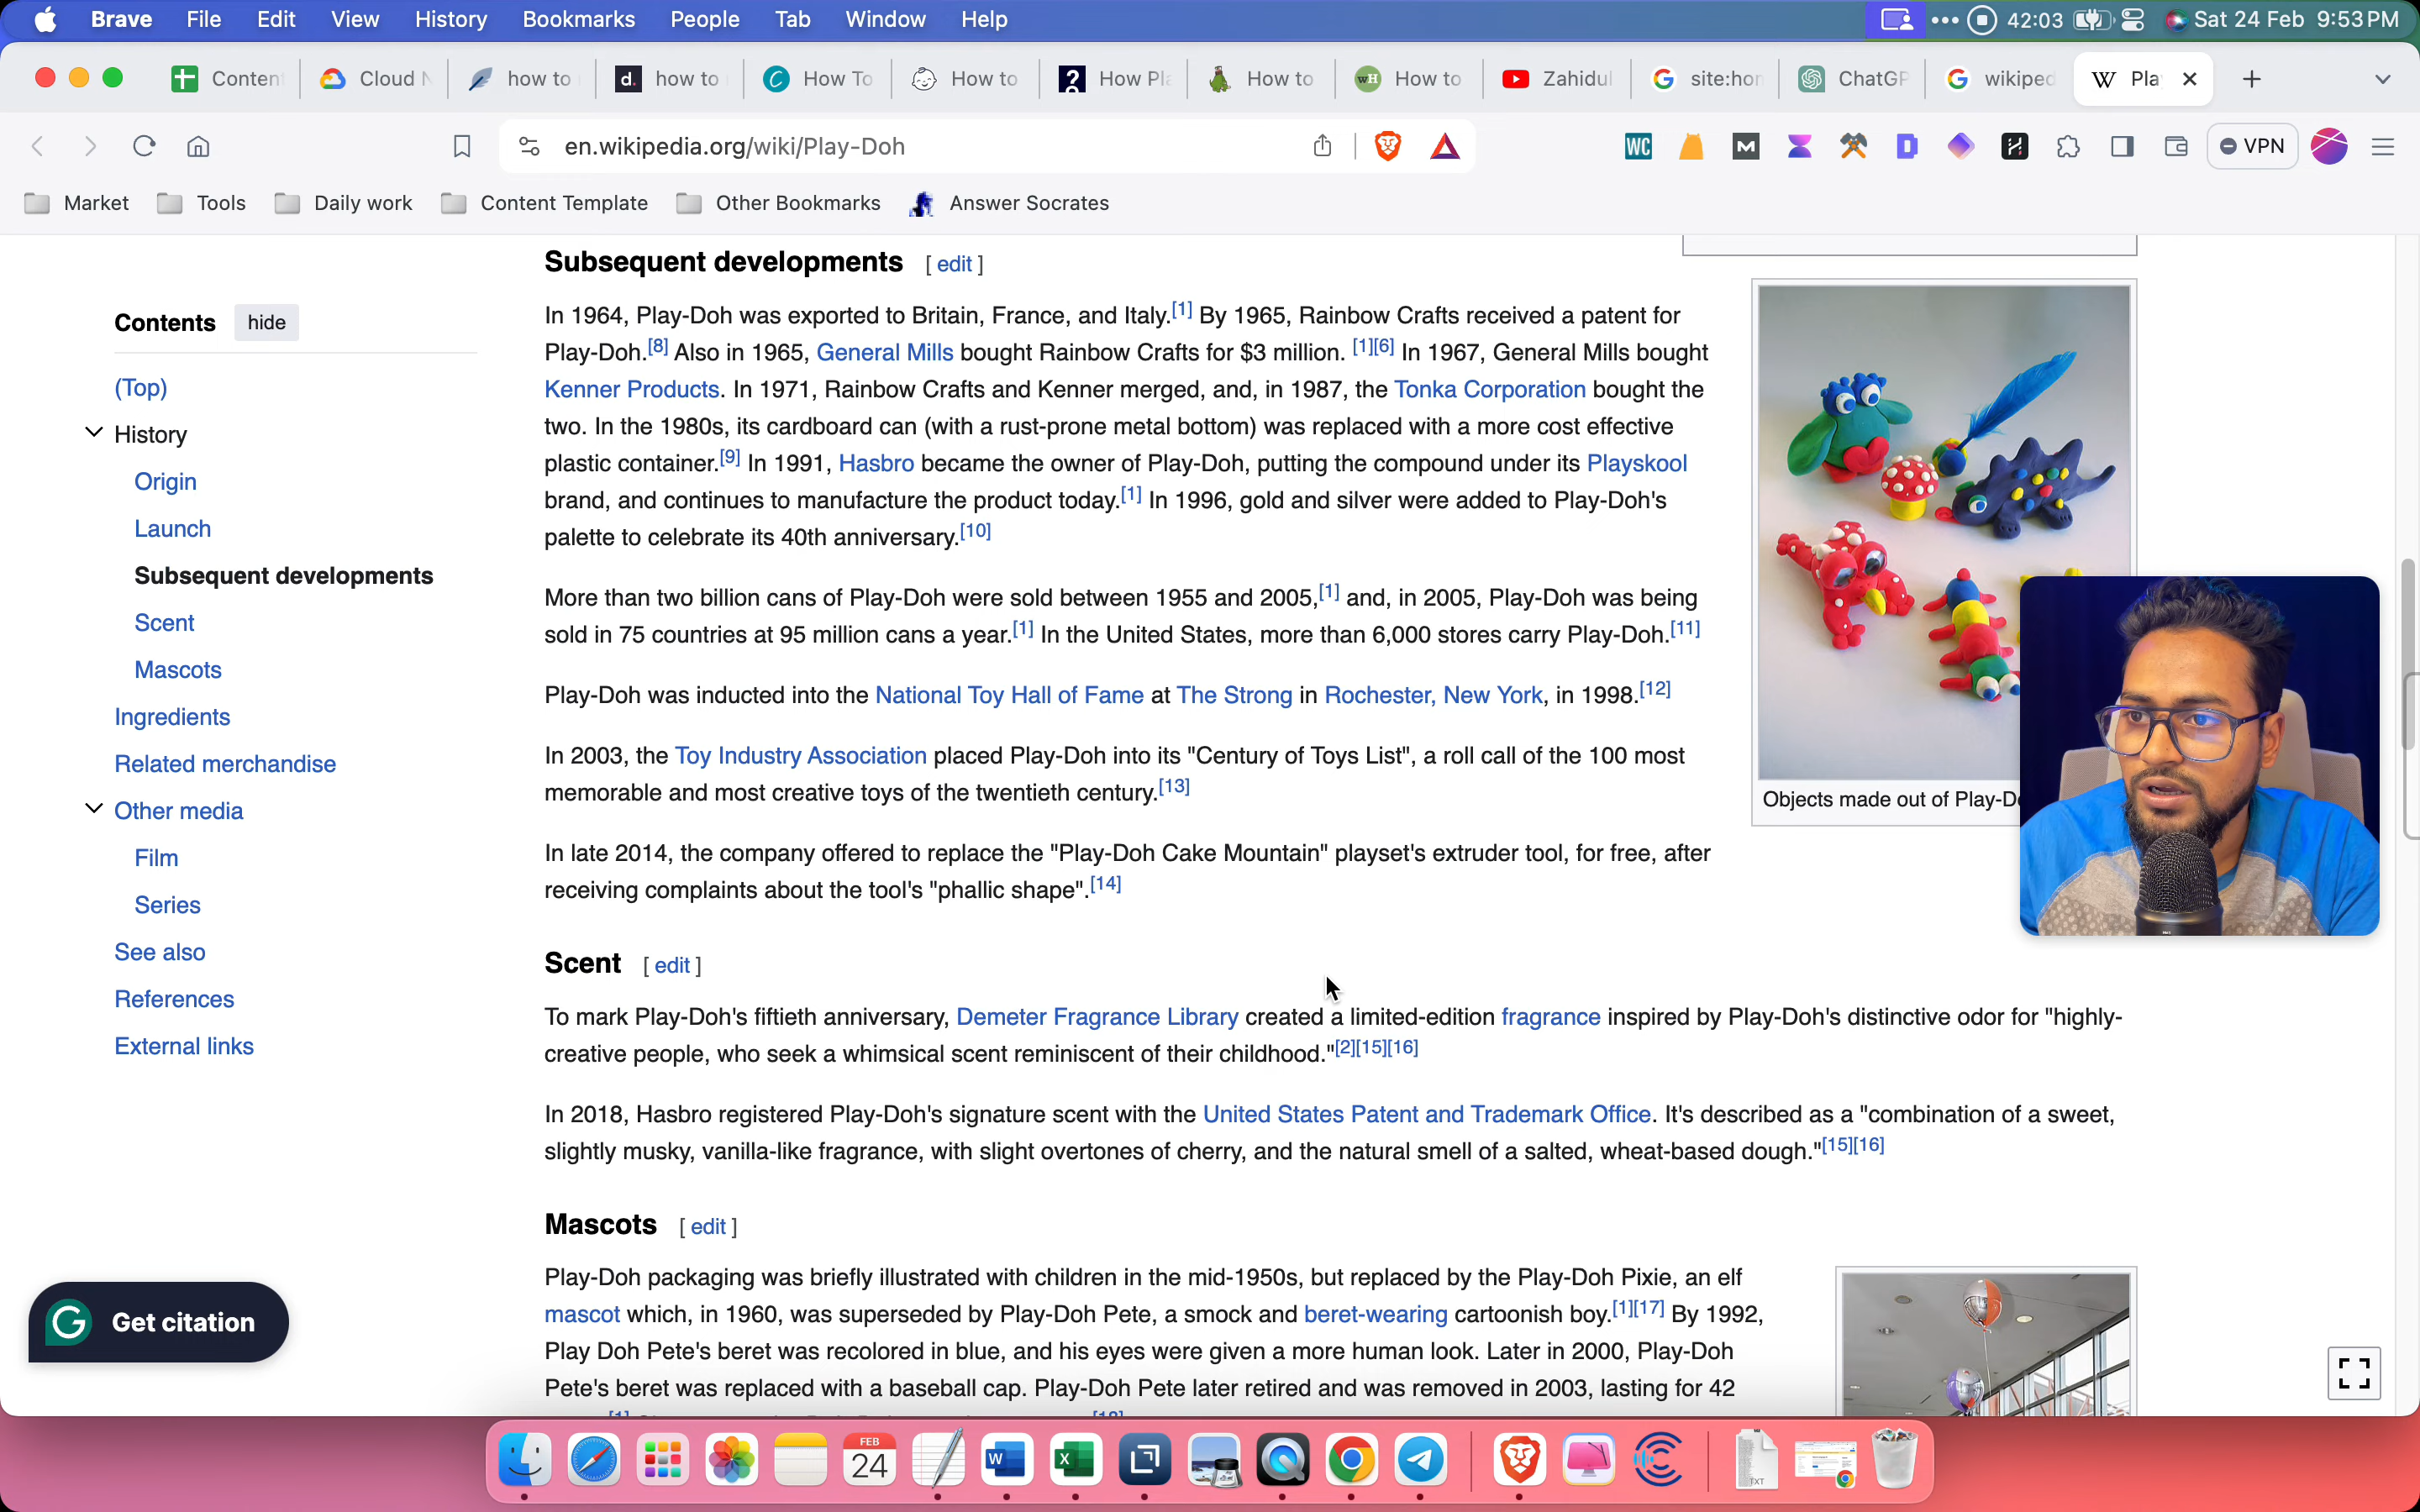 Brave File Edit View History Bookmarks People Tab Window Help 42:03 Sat 24 Feb 9:53 PM
Content Cloud N how to d. how to How To How to How Pla How to wH How to Zahidul site:hon ChatGP wikiped W Pla
en.wikipedia.org/wiki/Play-Doh WC M D VPN
Market Tools Daily work Content Template Other Bookmarks Answer Socrates
Contents hide
(Top)
History
Origin
Launch
Subsequent developments
Scent
Mascots
Ingredients
Related merchandise
Other media
Film
Series
See also
References
External links
Get citation
Subsequent developments [ edit ]
In 1964, Play-Doh was exported to Britain, France, and Italy.[1] By 1965, Rainbow Crafts received a patent for
Play-Doh.[8] Also in 1965, General Mills bought Rainbow Crafts for $3 million. [1][6] In 1967, General Mills bought
Kenner Products. In 1971, Rainbow Crafts and Kenner merged, and, in 1987, the Tonka Corporation bought the
two. In the 1980s, its cardboard can (with a rust-prone metal bottom) was replaced with a more cost effective
plastic container.[9] In 1991, Hasbro became the owner of Play-Doh, putting the compound under its Playskool
brand, and continues to manufacture the product today.[1] In 1996, gold and silver were added to Play-Doh's
palette to celebrate its 40th anniversary.[10]
More than two billion cans of Play-Doh were sold between 1955 and 2005,[1] and, in 2005, Play-Doh was being
sold in 75 countries at 95 million cans a year.[1] In the United States, more than 6,000 stores carry Play-Doh.[11]
Play-Doh was inducted into the National Toy Hall of Fame at The Strong in Rochester, New York, in 1998.[12]
In 2003, the Toy Industry Association placed Play-Doh into its "Century of Toys List", a roll call of the 100 most
memorable and most creative toys of the twentieth century.[13]
In late 2014, the company offered to replace the "Play-Doh Cake Mountain" playset's extruder tool, for free, after
receiving complaints about the tool's "phallic shape".[14]
Objects made out of Play-D
Scent [ edit ]
To mark Play-Doh's fiftieth anniversary, Demeter Fragrance Library created a limited-edition fragrance inspired by Play-Doh's distinctive odor for "highly-
creative people, who seek a whimsical scent reminiscent of their childhood."[2][15][16]
In 2018, Hasbro registered Play-Doh's signature scent with the United States Patent and Trademark Office. It's described as a "combination of a sweet,
slightly musky, vanilla-like fragrance, with slight overtones of cherry, and the natural smell of a salted, wheat-based dough."[15][16]
Mascots [ edit ]
Play-Doh packaging was briefly illustrated with children in the mid-1950s, but replaced by the Play-Doh Pixie, an elf
mascot which, in 1960, was superseded by Play-Doh Pete, a smock and beret-wearing cartoonish boy.[1][17] By 1992,
Play Doh Pete's beret was recolored in blue, and his eyes were given a more human look. Later in 2000, Play-Doh
Pete's beret was replaced with a baseball cap. Play-Doh Pete later retired and was removed in 2003, lasting for 42
FEB
24
W X
TXT